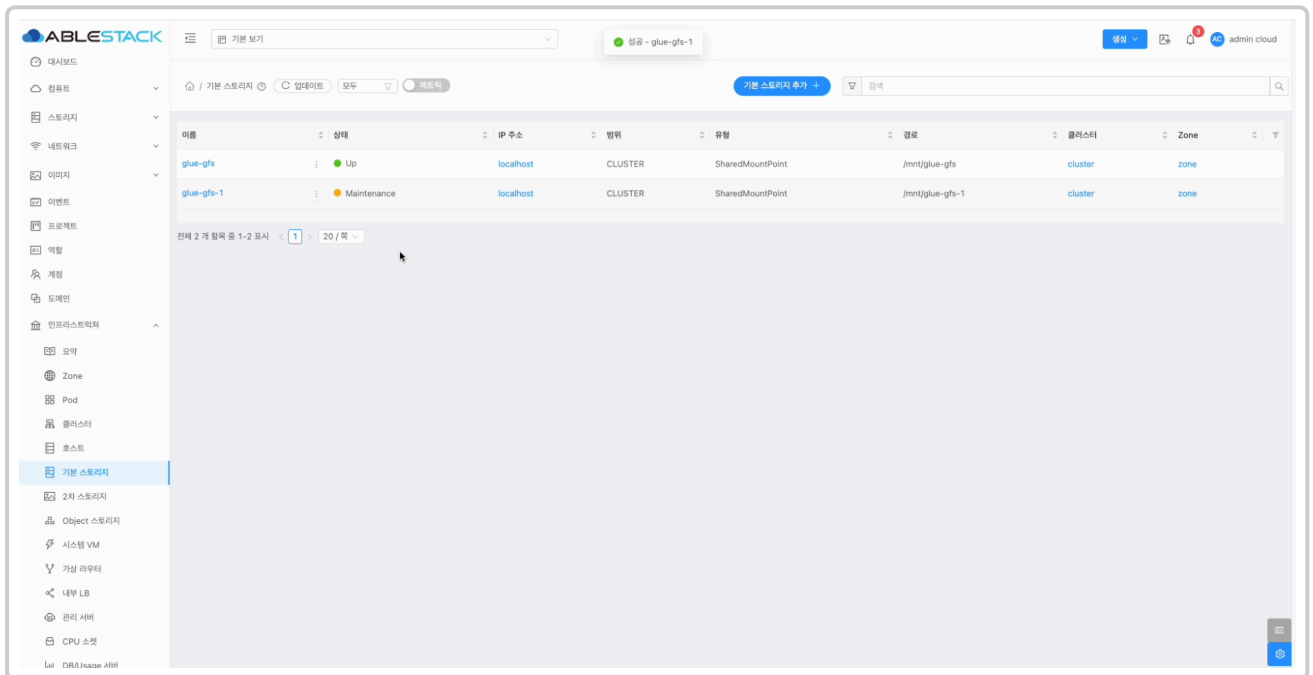 ABLESTACK
기본 보기
성공 - glue-gfs-1
생성
3
AC
admin cloud
대시보드
컴퓨트
스토리지
네트워크
이미지
이벤트
프로젝트
역할
계정
도메인
인프라스트럭쳐
요약
Zone
Pod
클러스터
호스트
기본 스토리지
2차 스토리지
Object 스토리지
시스템 VM
가상 라우터
내부 LB
관리 서버
CPU 소켓
DB/Usage 서버
/ 기본 스토리지 업데이트 모두 메트릭
기본 스토리지 추가 +
검색
이름 상태 IP 주소 범위 유형 경로 클러스터 Zone
glue-gfs Up localhost CLUSTER SharedMountPoint /mnt/glue-gfs cluster zone
glue-gfs-1 Maintenance localhost CLUSTER SharedMountPoint /mnt/glue-gfs-1 cluster zone
전체 2 개 항목 중 1-2 표시 < 1 > 20 / 쪽